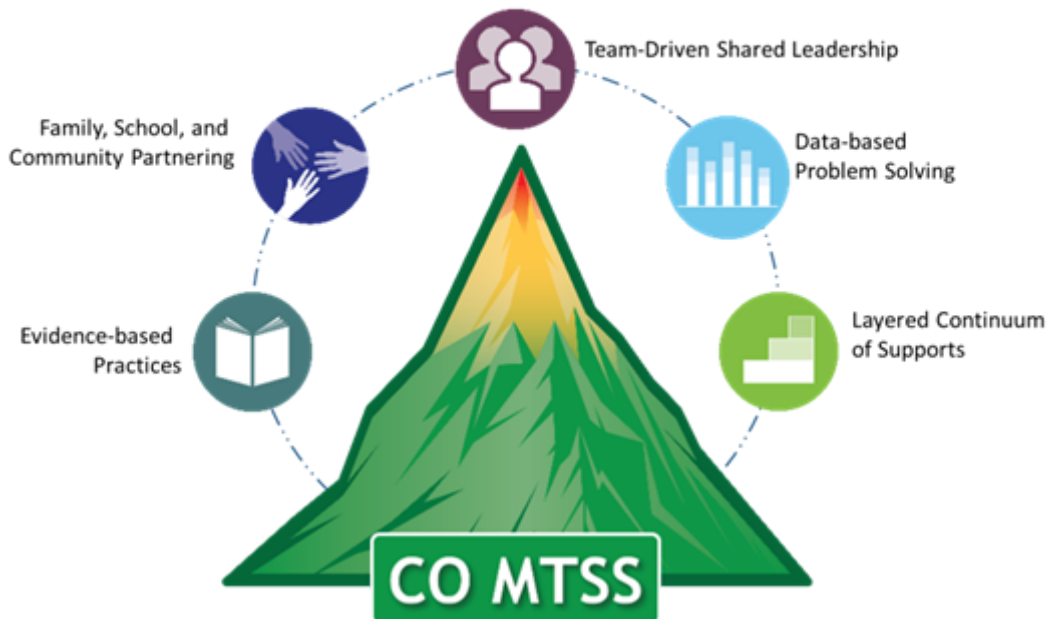 Team-Driven Shared Leadership
Family, School, and
Community Partnering
Data-based
Problem Solving
Evidence-based
Practices
Layered Continuum
of Supports
CO MTSS